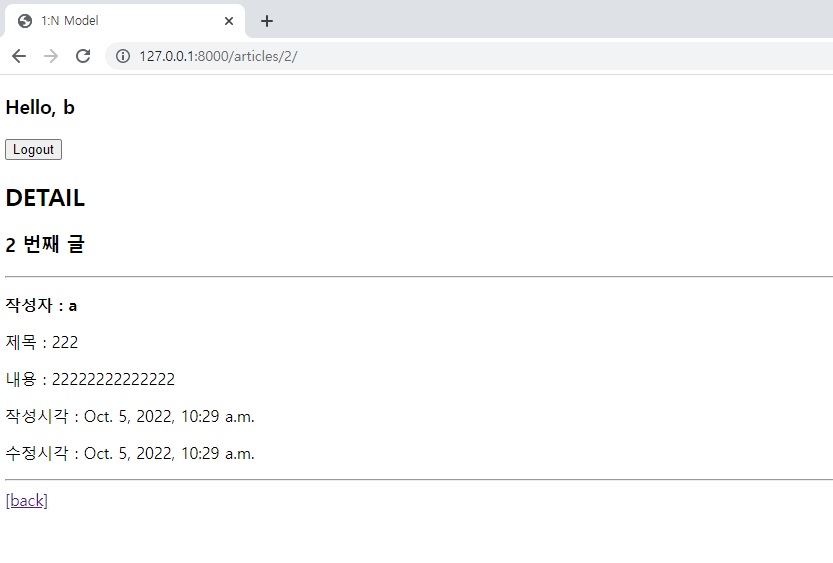 1:N Model
127.0.0.1:8000/articles/2/
Hello, b
Logout
DETAIL
2 번째 글
작성자 : a
제목 : 222
내용 : 22222222222222
작성시각 : Oct. 5, 2022, 10:29 a.m.
수정시각 : Oct. 5, 2022, 10:29 a.m.
[back]